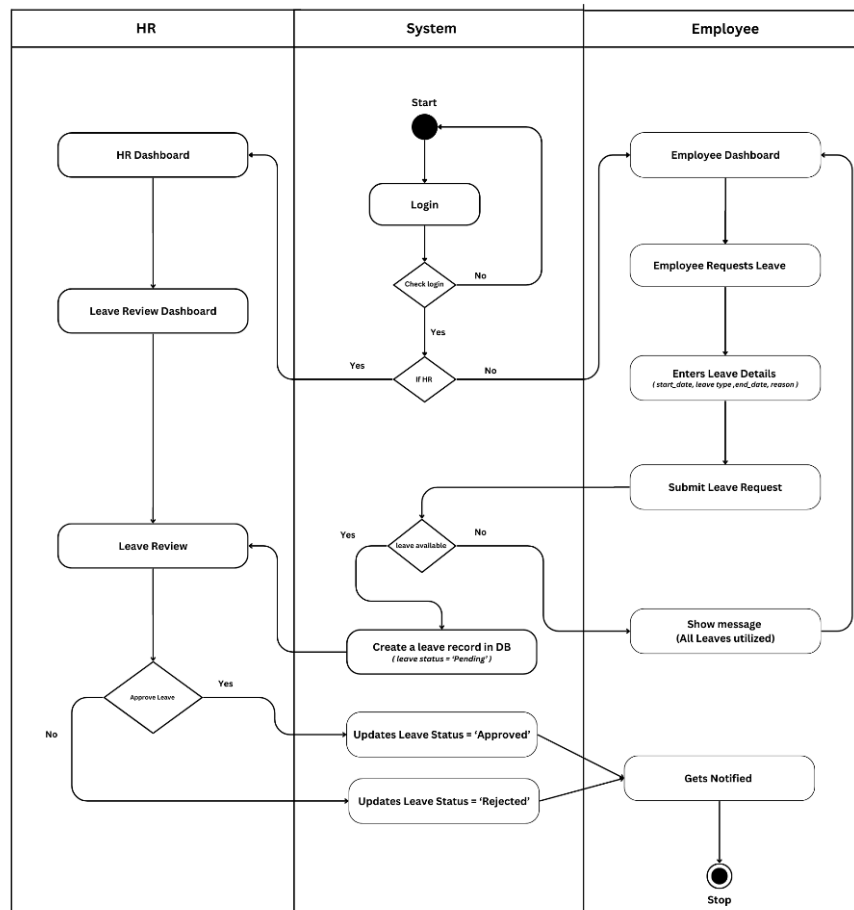 HR
System
Employee
Start
HR Dashboard
Employee Dashboard
Login
Employee Requests Leave
Check login
No
Leave Review Dashboard
Yes
Yes
If HR
No
Enters Leave Details
( start_date, leave type ,end_date, reason )
Submit Leave Request
Leave Review
Yes
leave available
No
Show message
(All Leaves utilized)
Create a leave record in DB
( leave status = ‘Pending’ )
Approve Leave
Yes
No
Updates Leave Status = ‘Approved’
Gets Notified
Updates Leave Status = ‘Rejected’
Stop